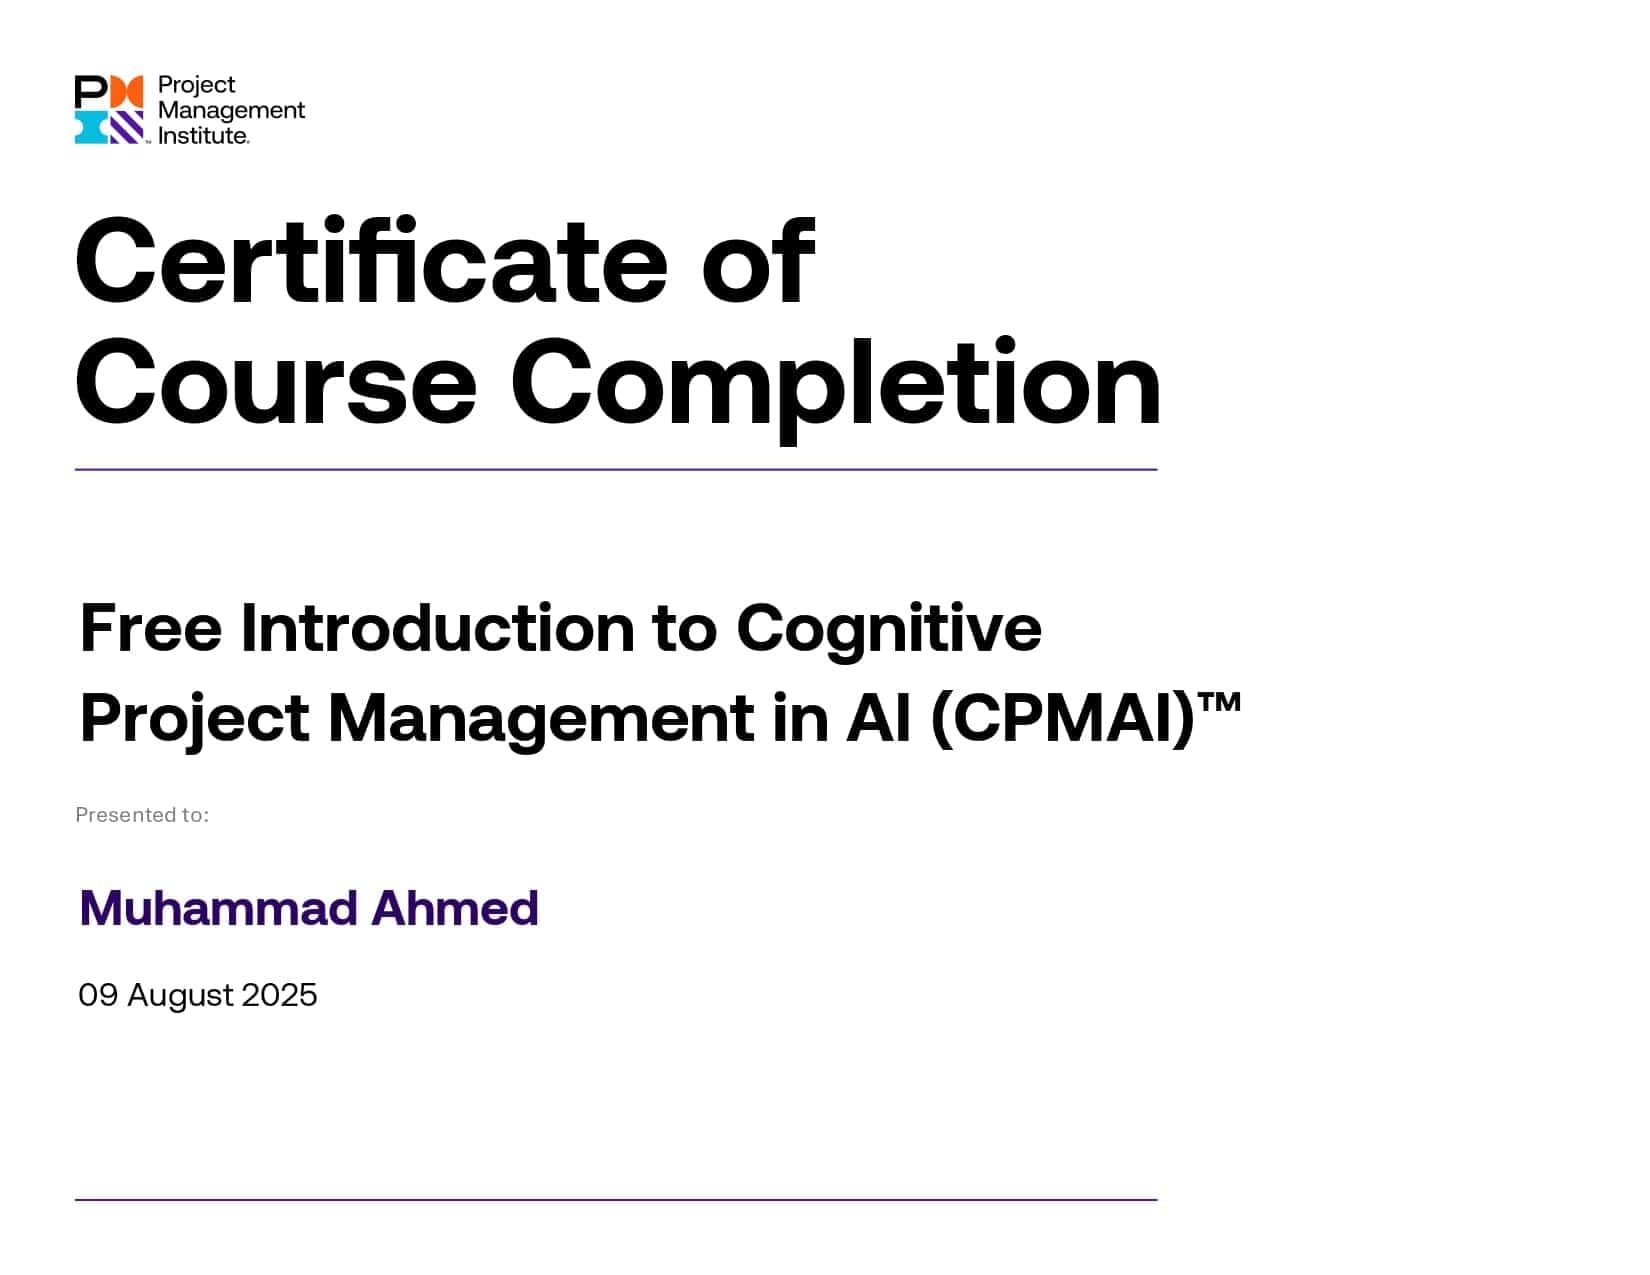 Project
Management
Institute.
Certificate of
Course Completion
Free Introduction to Cognitive
Project Management in AI (CPMAI)™
Presented to:
Muhammad Ahmed
09 August 2025